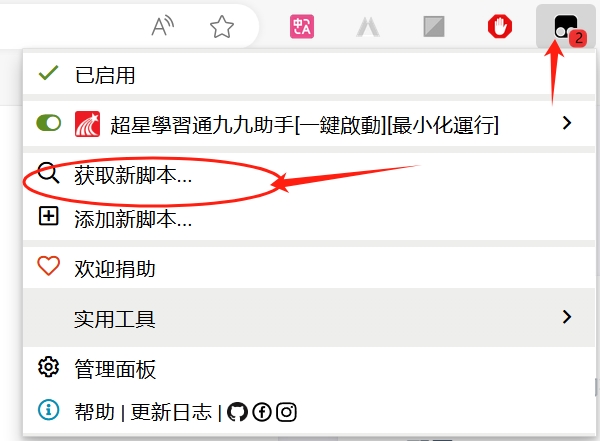 2
已启用
超星學習通九九助手[一鍵啟動][最小化運行]
获取新脚本...
添加新脚本...
欢迎捐助
实用工具
管理面板
帮助 | 更新日志 |